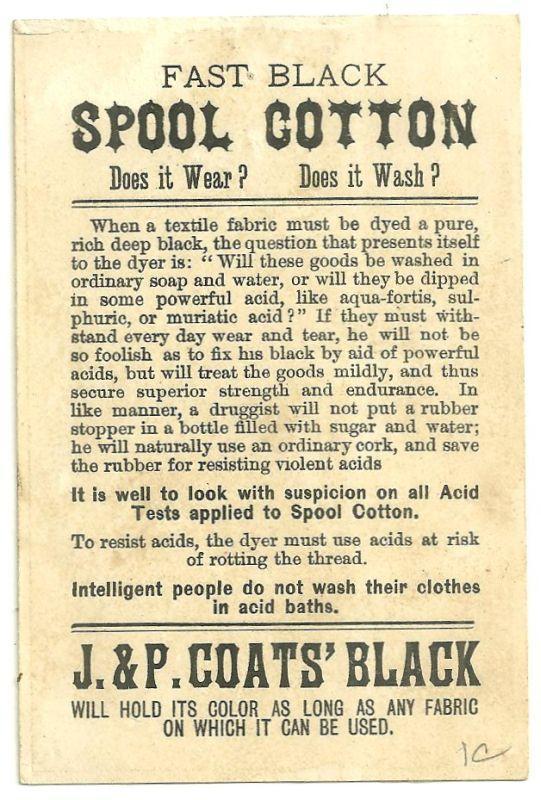 FAST BLACK
SPOOL COTTON
Does it Wear? Does it Wash?
When a textile fabric must be dyed a pure,
rich deep black, the question that presents itself
to the dyer is: "Will these goods be washed in
ordinary soap and water, or will they be dipped
in some powerful acid, like aqua-fortis, sul-
phuric, or muriatic acid?" If they must with-
stand every day wear and tear, he will not be
so foolish as to fix his black by aid of powerful
acids, but will treat the goods mildly, and thus
secure superior strength and endurance. In
like manner, a druggist will not put a rubber
stopper in a bottle filled with sugar and water;
he will naturally use an ordinary cork, and save
the rubber for resisting violent acids
It is well to look with suspicion on all Acid
Tests applied to Spool Cotton.
To resist acids, the dyer must use acids at risk
of rotting the thread.
Intelligent people do not wash their clothes
in acid baths.
J. & P. COATS' BLACK
WILL HOLD ITS COLOR AS LONG AS ANY FABRIC
ON WHICH IT CAN BE USED.
1C